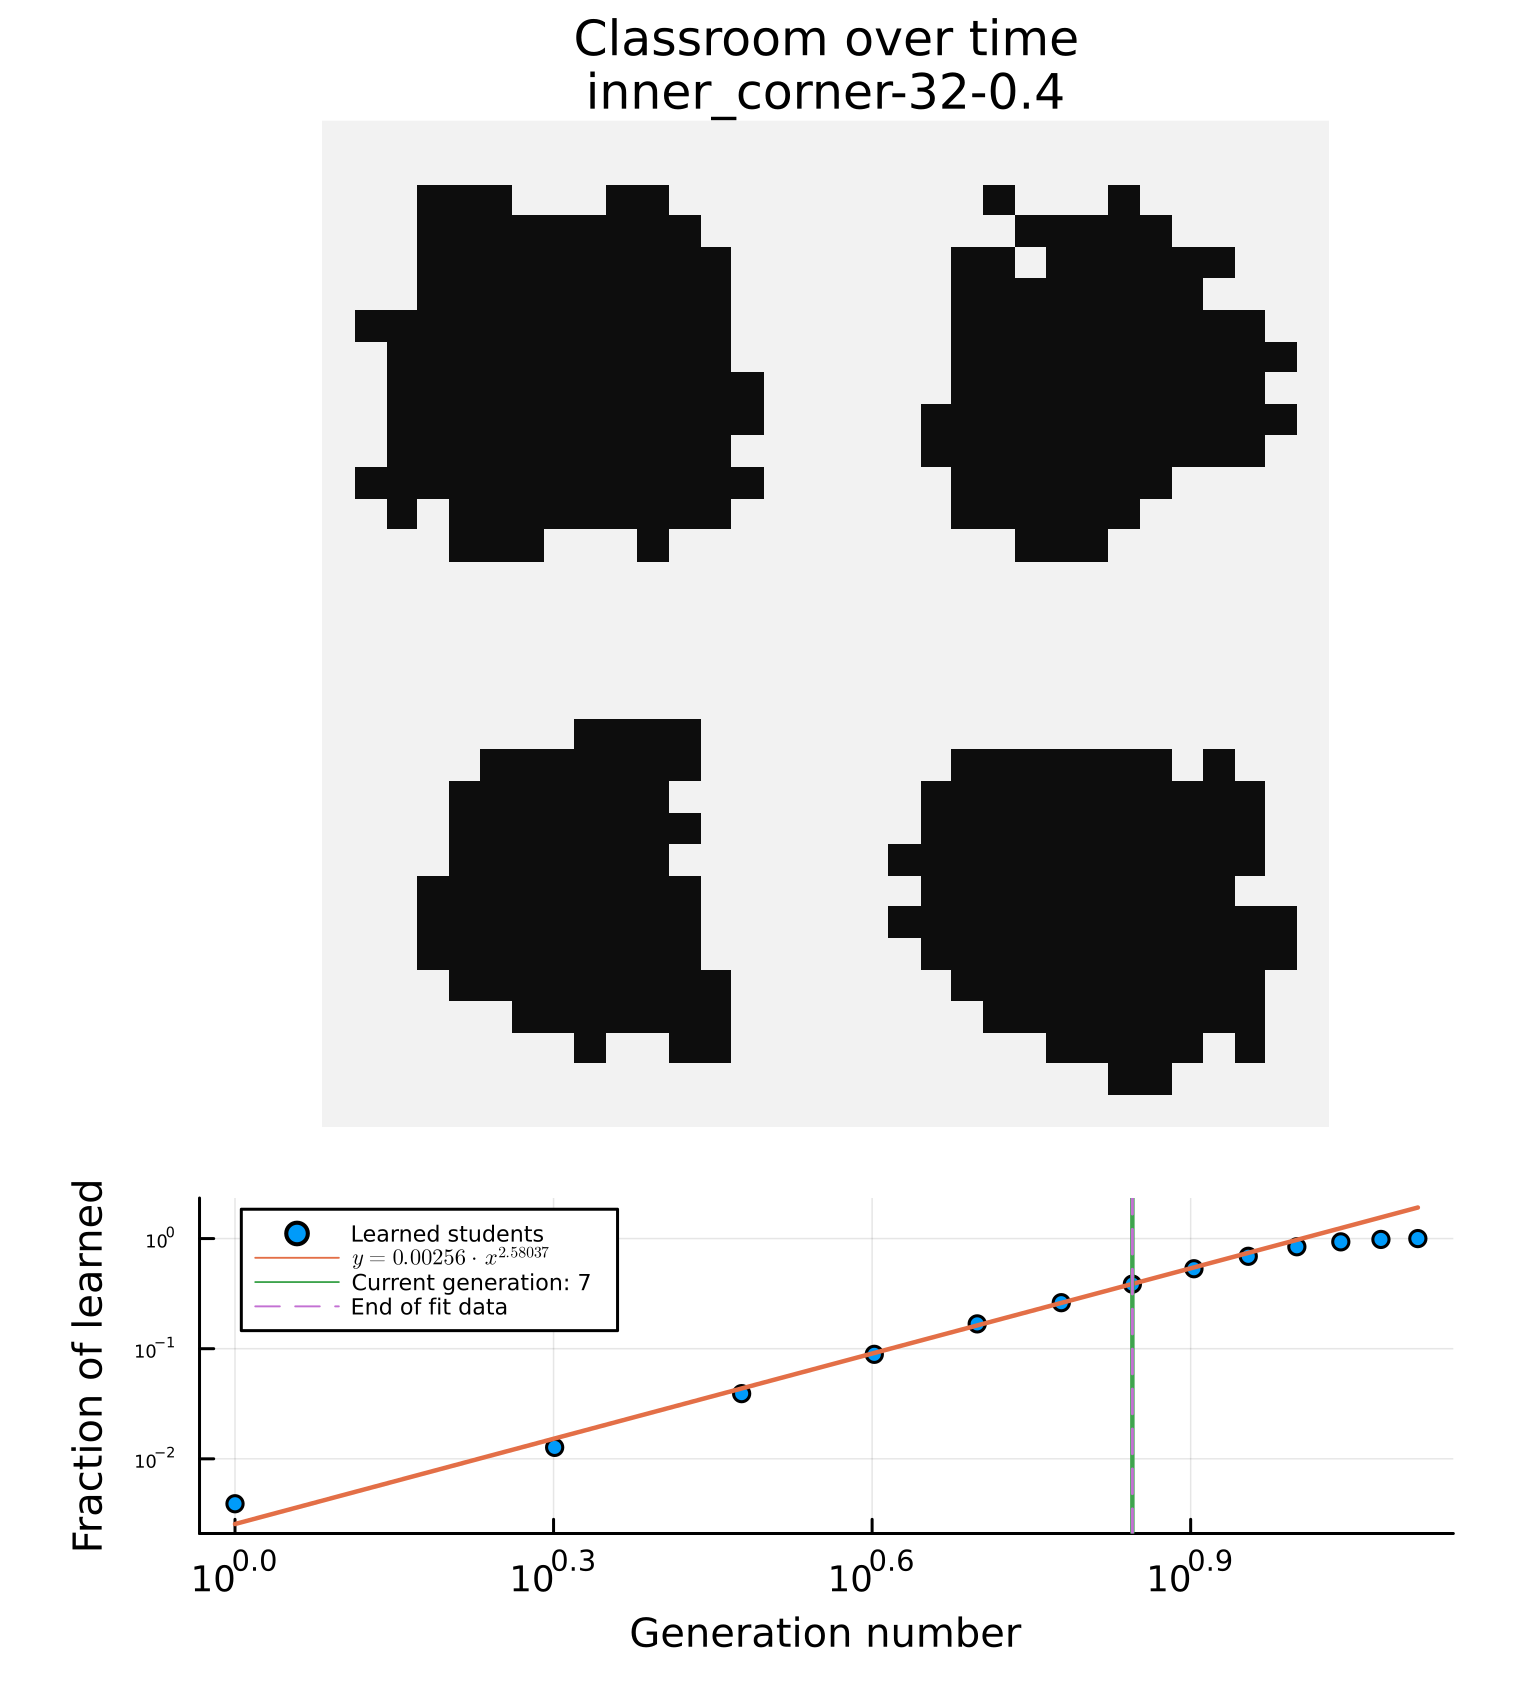 Classroom over time
inner_corner-32-0.4
Fraction of learned
10⁰
10⁻¹
10⁻²
Learned students
y = 0.00256 · x^2.58037
Current generation: 7
End of fit data
10^0.0
10^0.3
10^0.6
10^0.9
Generation number